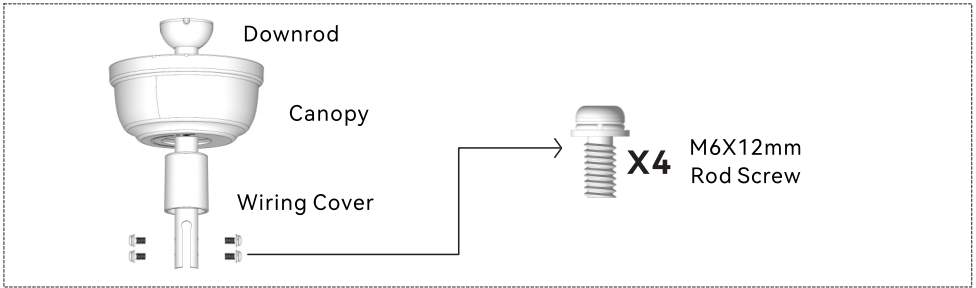 Downrod
Canopy
Wiring Cover
X4
M6X12mm
Rod Screw